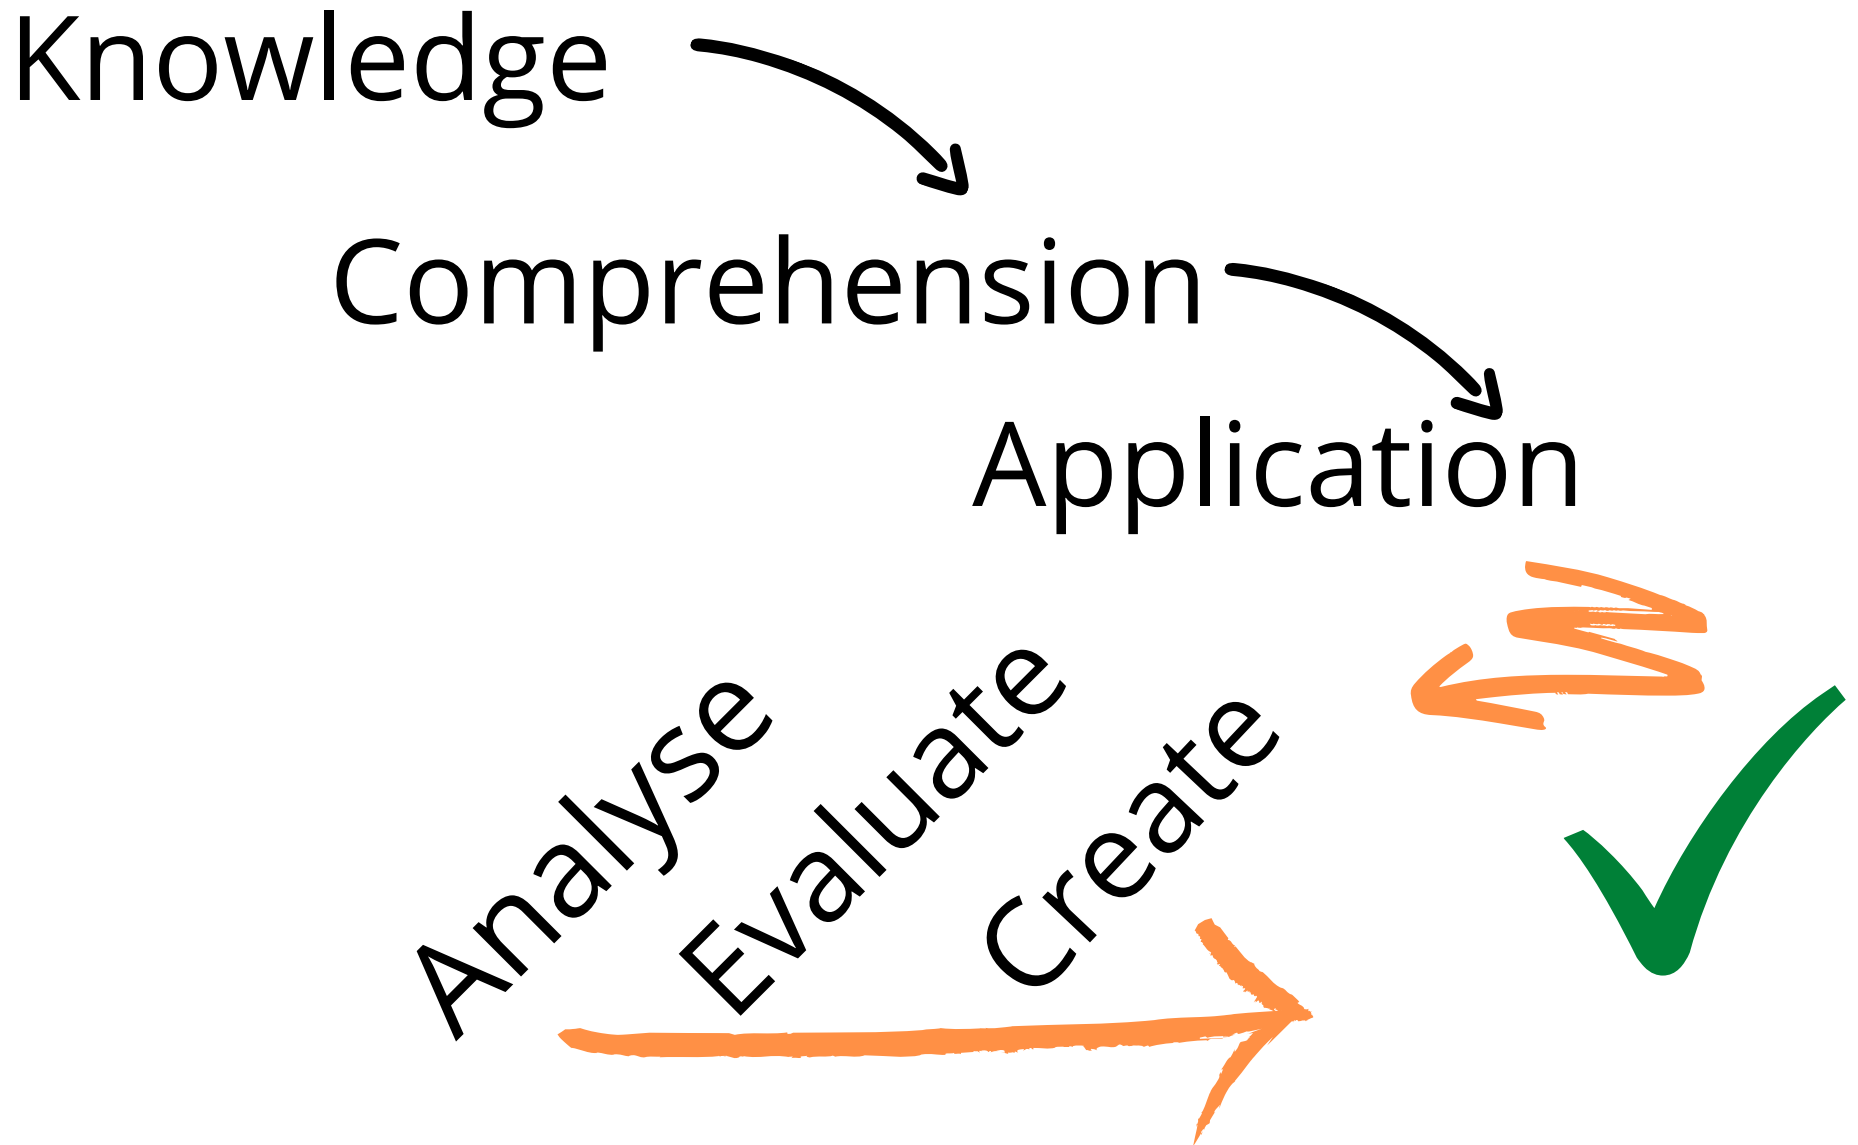 Knowledge
Comprehension
Application
Analyse
Evaluate
Create